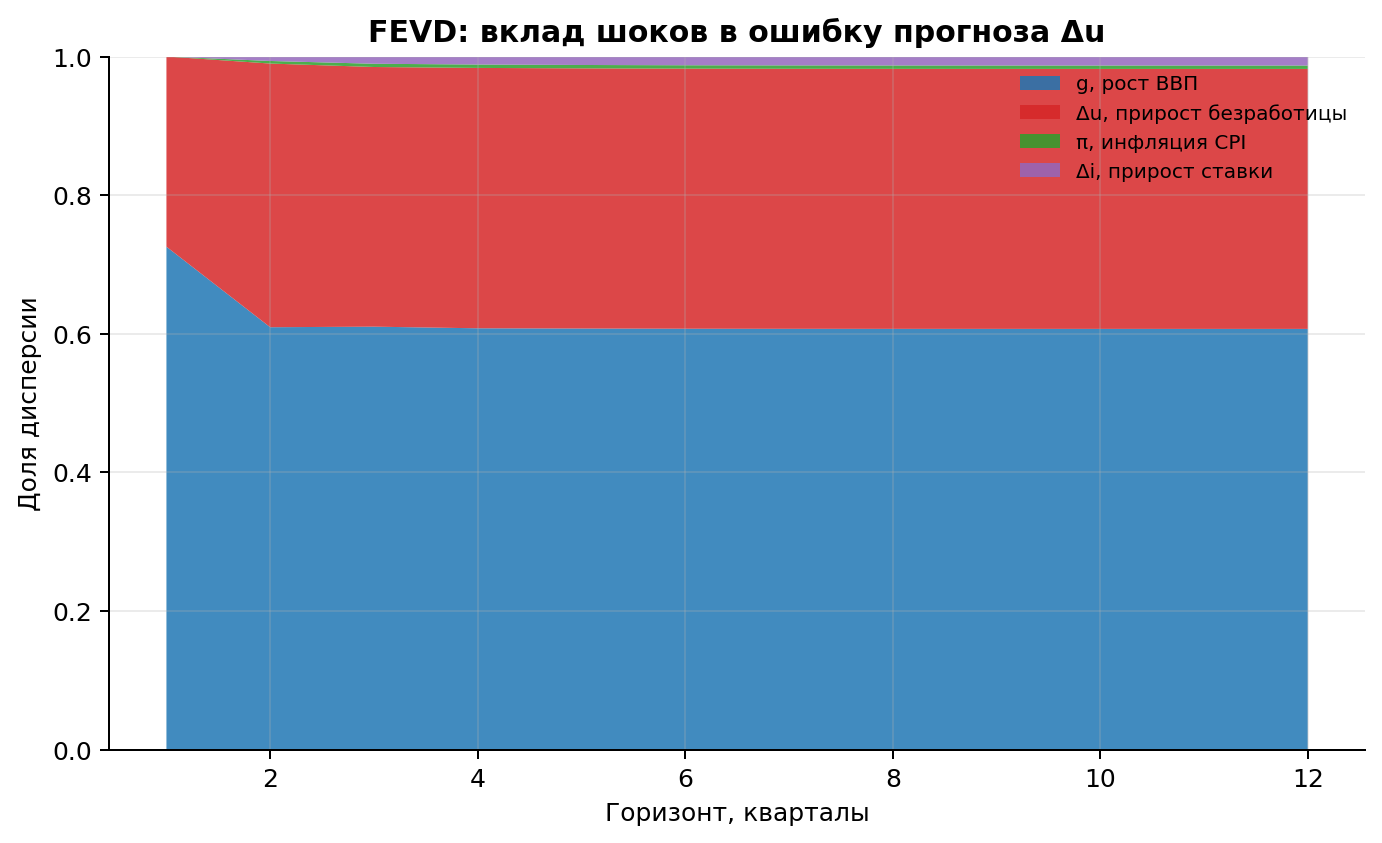 FEVD: вклад шоков в ошибку прогноза Δu
1.0
0.8
0.6
0.4
0.2
0.0
Доля дисперсии
g, рост ВВП
Δu, прирост безработицы
π, инфляция CPI
Δi, прирост ставки
2 4 6 8 10 12
Горизонт, кварталы